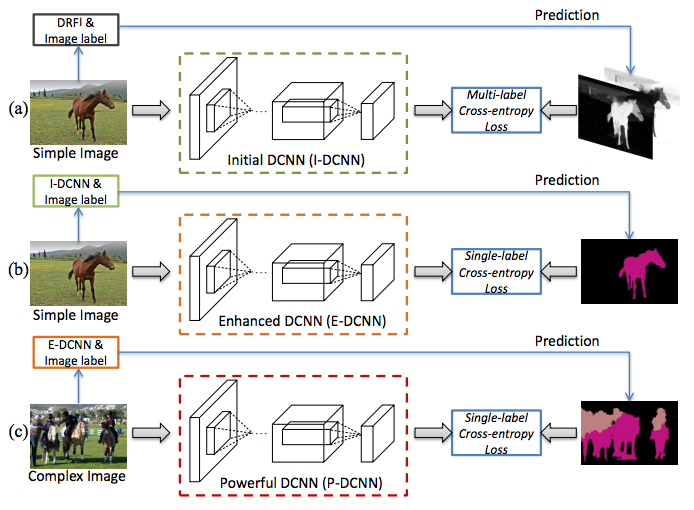 DRFI &
Image label
Prediction
(a)
Simple Image
Initial DCNN (I-DCNN)
Multi-label
Cross-entropy
Loss
I-DCNN &
Image label
Prediction
(b)
Simple Image
Enhanced DCNN (E-DCNN)
Single-label
Cross-entropy
Loss
E-DCNN &
Image label
Prediction
(c)
Complex Image
Powerful DCNN (P-DCNN)
Single-label
Cross-entropy
Loss